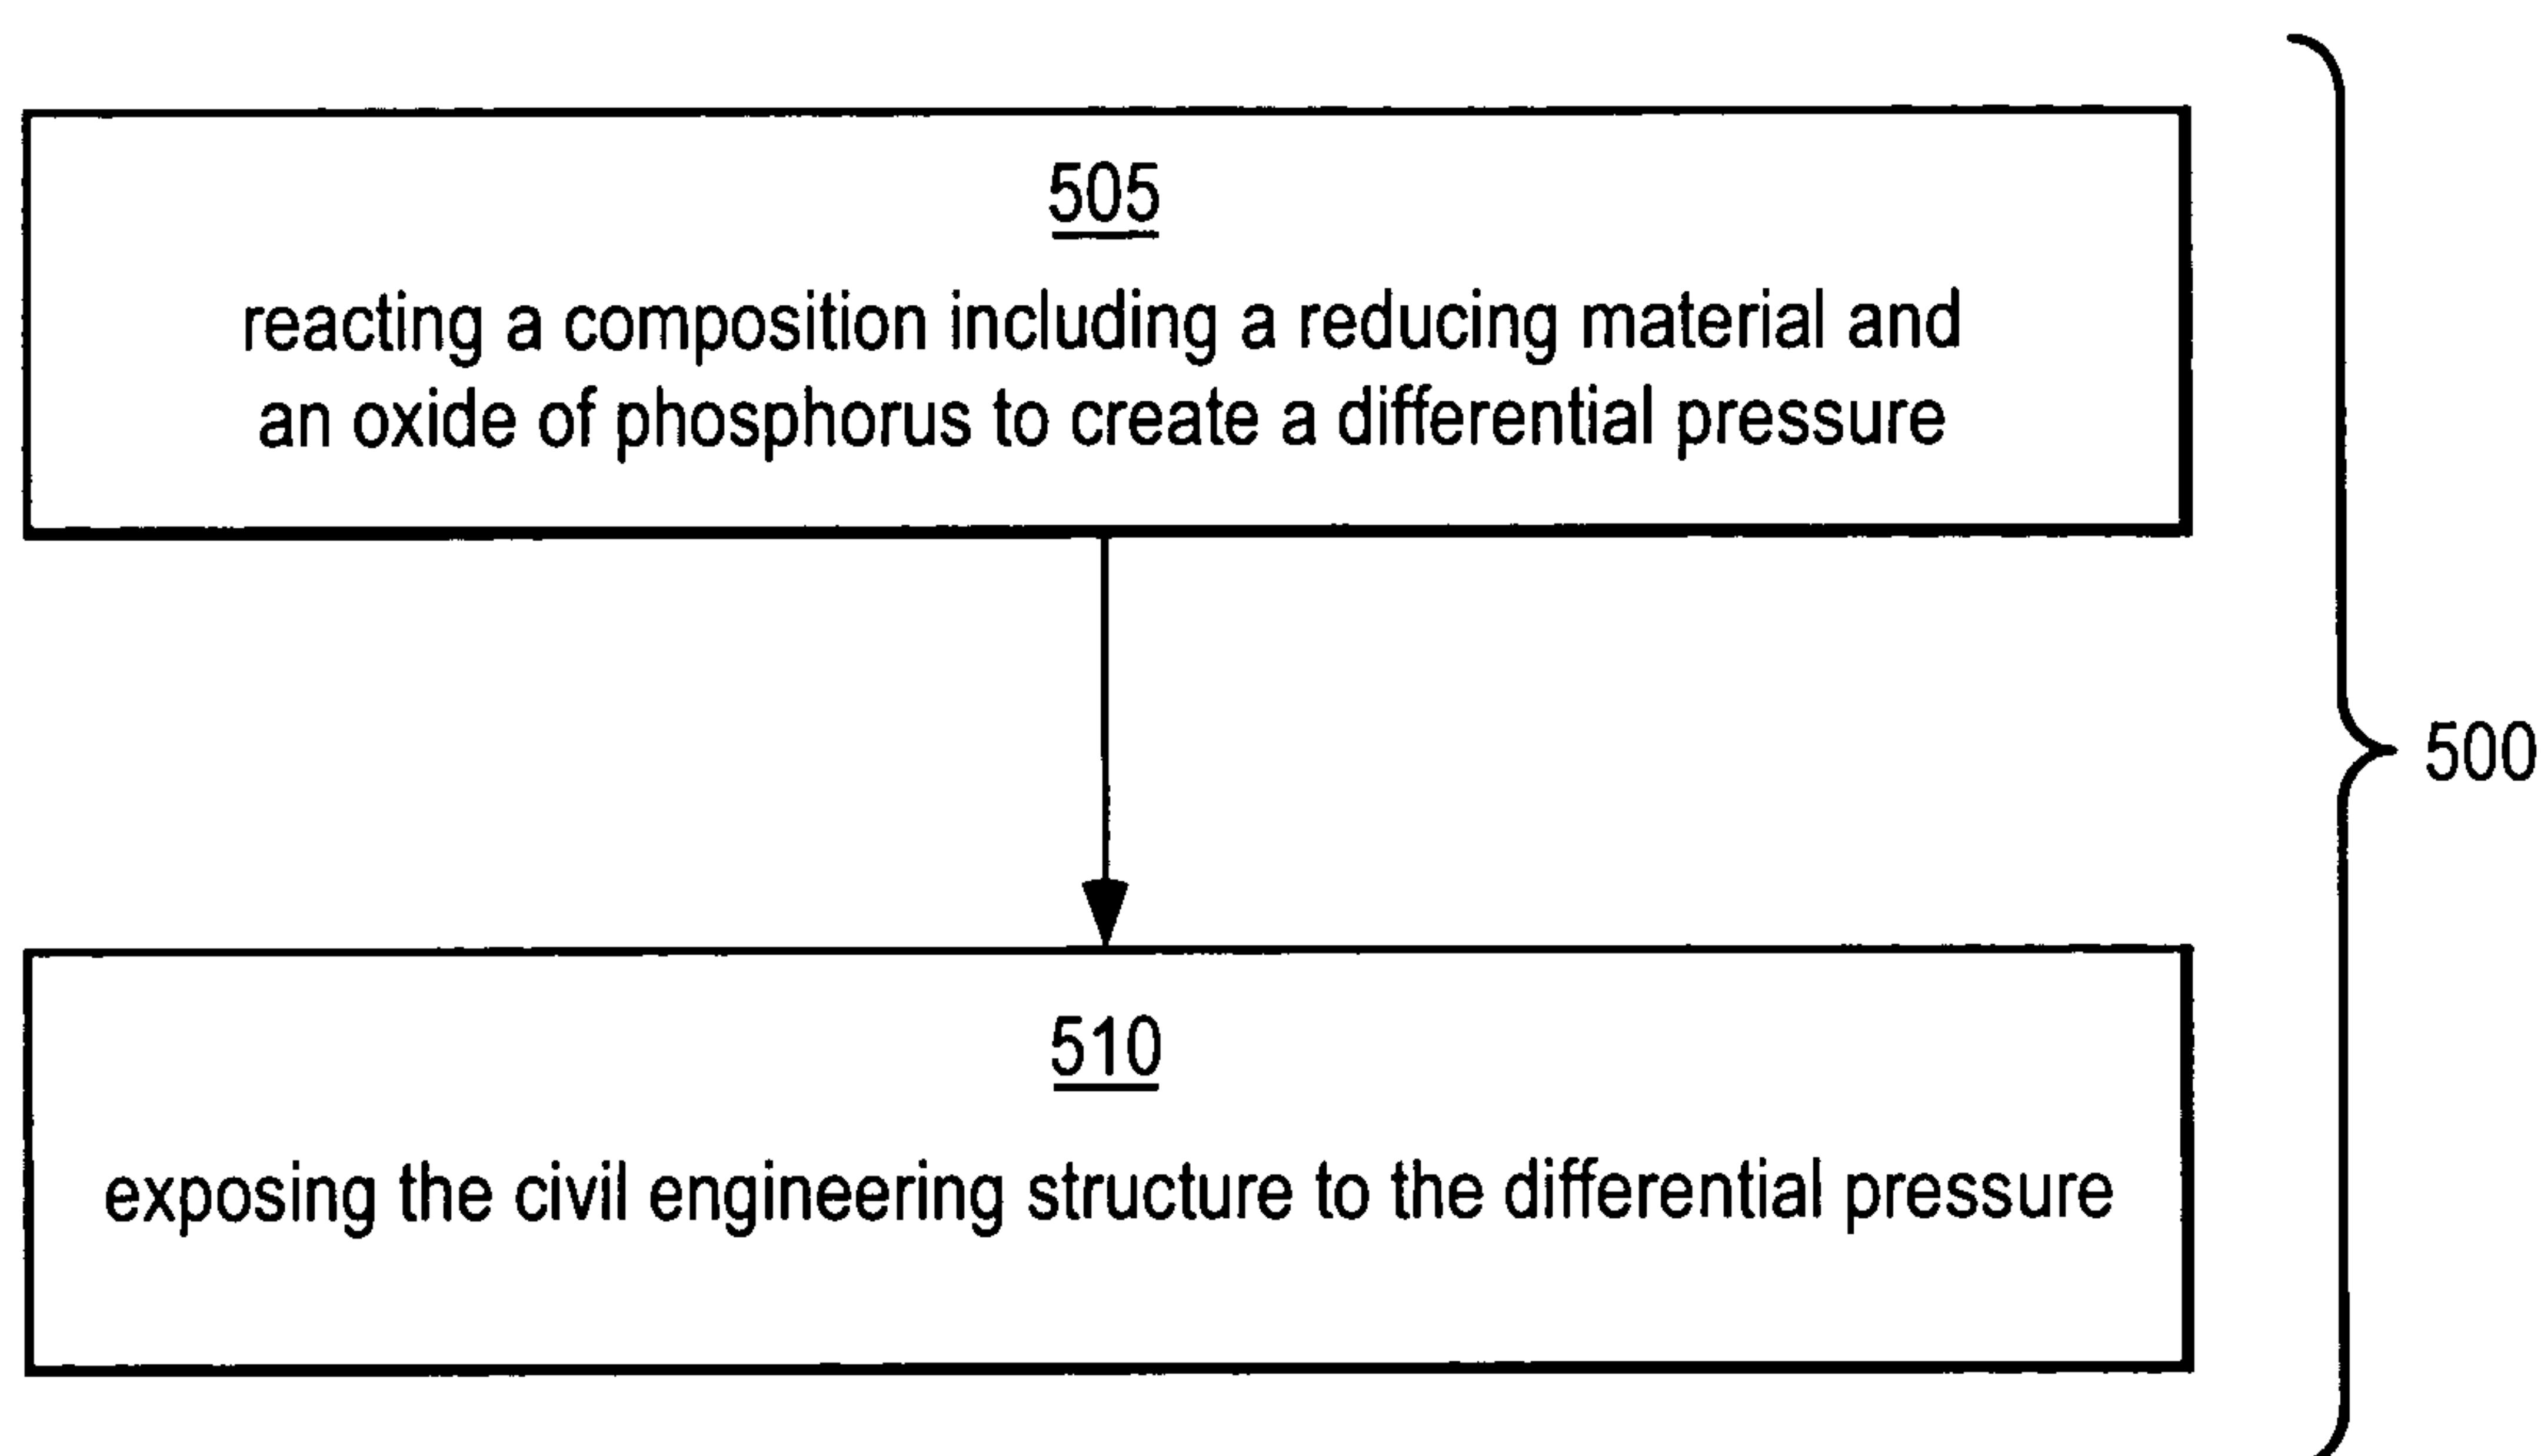 505
reacting a composition including a reducing material and
an oxide of phosphorus to create a differential pressure
500
510
exposing the civil engineering structure to the differential pressure